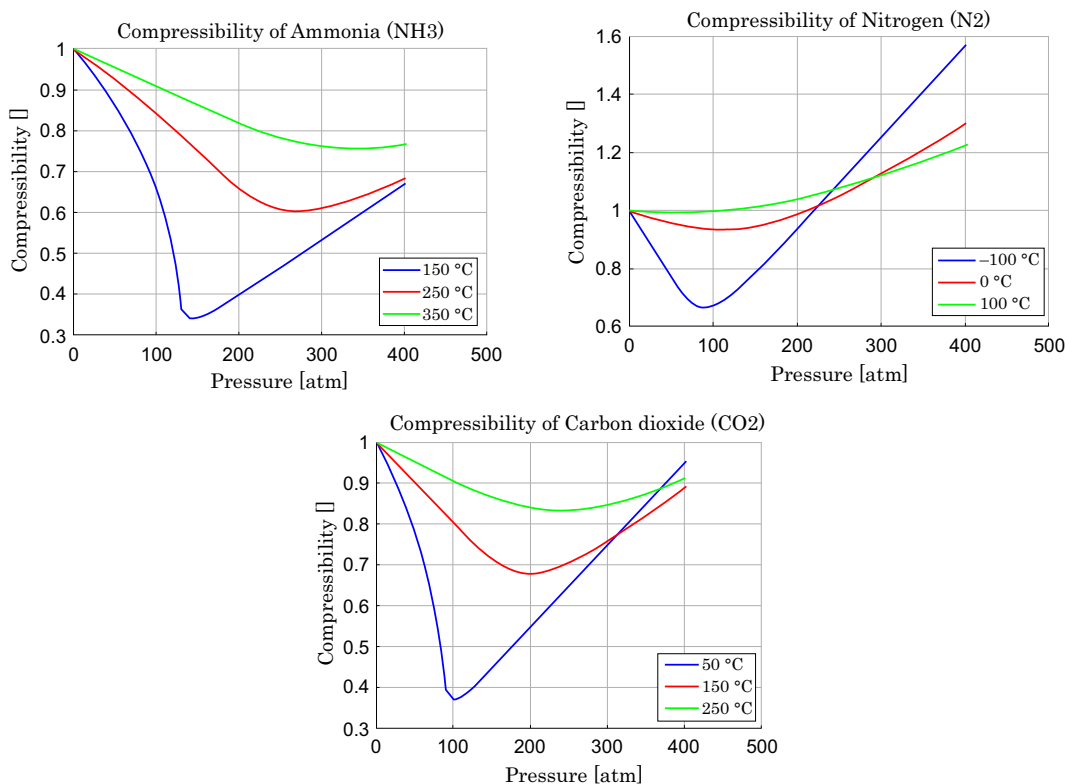 Compressibility of Ammonia (NH3)
Compressibility []
1
0.9
0.8
0.7
0.6
0.5
0.4
0.3
0
100
200
300
400
500
Pressure [atm]
150 °C
250 °C
350 °C
Compressibility of Nitrogen (N2)
Compressibility []
1.6
1.4
1.2
1
0.8
0.6
0
100
200
300
400
500
Pressure [atm]
–100 °C
0 °C
100 °C
Compressibility of Carbon dioxide (CO2)
Compressibility []
1
0.9
0.8
0.7
0.6
0.5
0.4
0.3
0
100
200
300
400
500
Pressure [atm]
50 °C
150 °C
250 °C